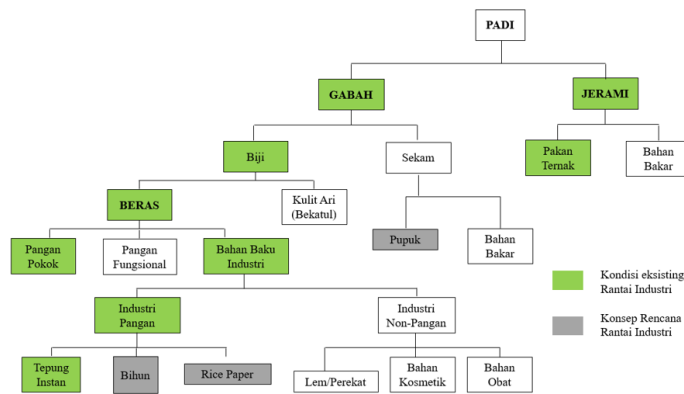 PADI
GABAH
JERAMI
Biji
Sekam
Pakan
Ternak
Bahan
Bakar
BERAS
Kulit Ari
(Bekatul)
Pupuk
Bahan
Bakar
Pangan
Pokok
Pangan
Fungsional
Bahan Baku
Industri
Kondisi eksisting
Rantai Industri
Industri
Pangan
Industri
Non-Pangan
Konsep Rencana
Rantai Industri
Tepung
Instan
Bihun
Rice Paper
Lem/Perekat
Bahan
Kosmetik
Bahan
Obat